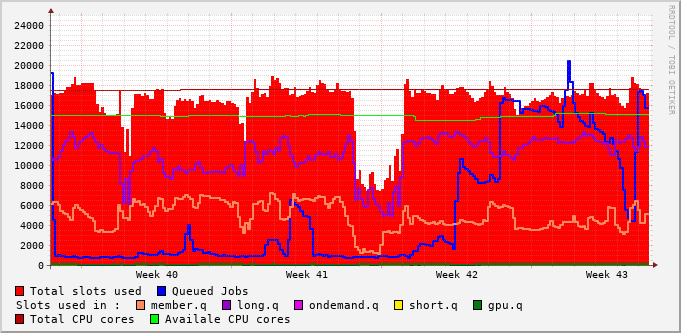 RRDTOOL / TOBI OETIKER
24000
22000
20000
18000
16000
14000
12000
10000
8000
6000
4000
2000
0
Week 40 Week 41 Week 42 Week 43
Total slots used Queued Jobs
Slots used in : member.q long.q ondemand.q short.q gpu.q
Total CPU cores Availale CPU cores